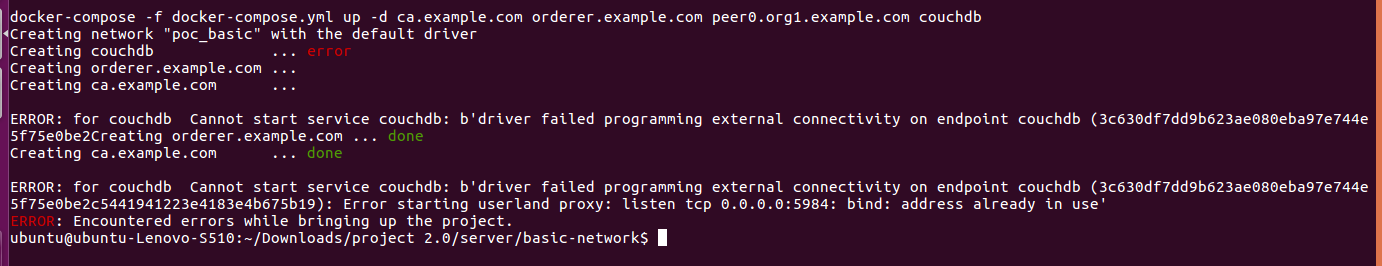 docker-compose -f docker-compose.yml up -d ca.example.com orderer.example.com peer0.org1.example.com couchdb
Creating network "poc_basic" with the default driver
Creating couchdb             ... error
Creating orderer.example.com ...
Creating ca.example.com      ...

ERROR: for couchdb  Cannot start service couchdb: b'driver failed programming external connectivity on endpoint couchdb (3c630df7dd9b623ae080eba97e744e
5f75e0be2Creating orderer.example.com ... done
Creating ca.example.com      ... done

ERROR: for couchdb  Cannot start service couchdb: b'driver failed programming external connectivity on endpoint couchdb (3c630df7dd9b623ae080eba97e744e
5f75e0be2c5441941223e4183e4b675b19): Error starting userland proxy: listen tcp 0.0.0.0:5984: bind: address already in use'
ERROR: Encountered errors while bringing up the project.
ubuntu@ubuntu-Lenovo-S510:~/Downloads/project 2.0/server/basic-network$